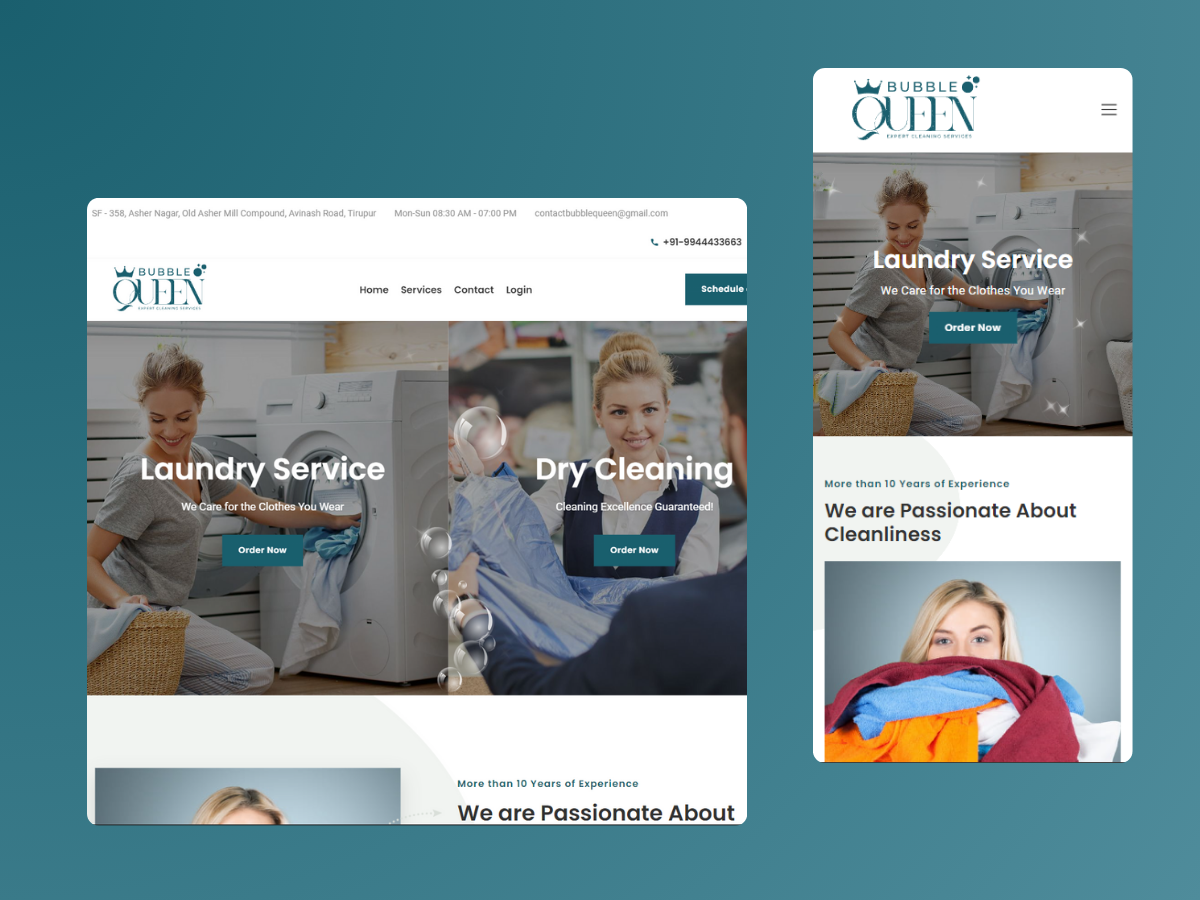 SF - 358, Asher Nagar, Old Asher Mill Compound, Avinash Road, Tirupur Mon-Sun 08:30 AM - 07:00 PM contactbubblequeen@gmail.com
+91-9944433663
BUBBLE
QUEEN
EXPERT CLEANING SERVICES
Home Services Contact Login
Schedule
Laundry Service
We Care for the Clothes You Wear
Order Now
Dry Cleaning
Cleaning Excellence Guaranteed!
Order Now
More than 10 Years of Experience
We are Passionate About
BUBBLE
QUEEN
EXPERT CLEANING SERVICES
Laundry Service
We Care for the Clothes You Wear
Order Now
More than 10 Years of Experience
We are Passionate About
Cleanliness